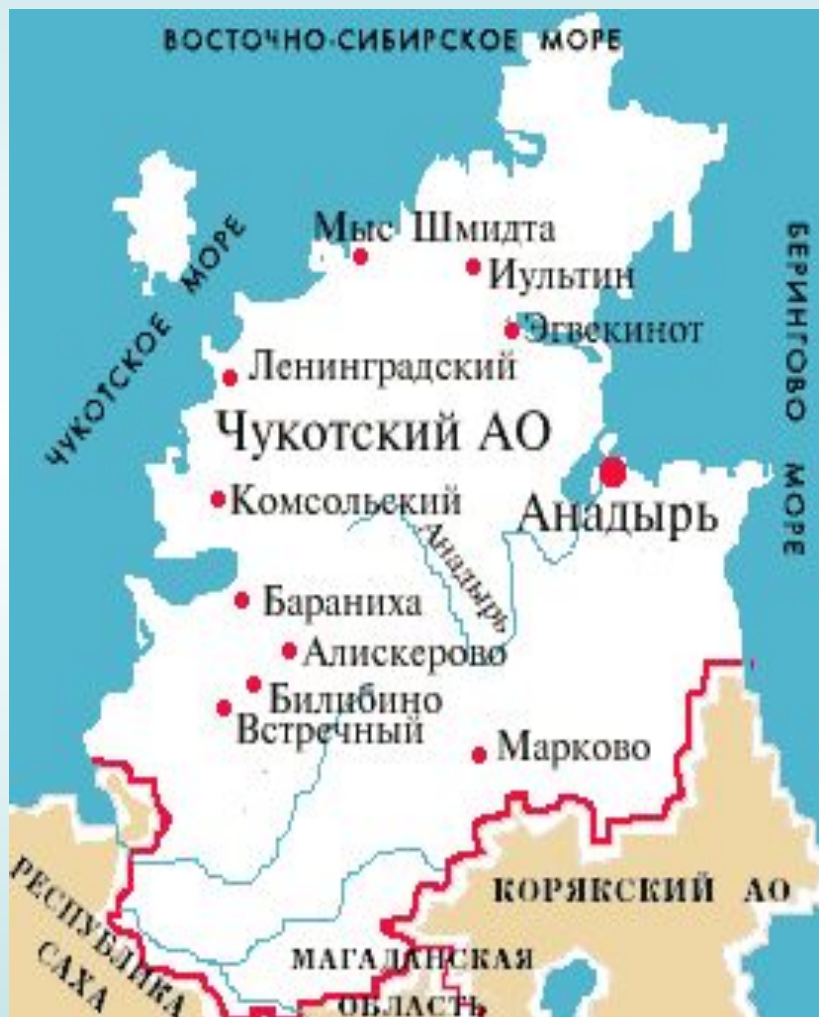 ВОСТОЧНО-СИБИРСКОЕ МОРЕ
ЧУКОТСКОЕ МОРЕ
БЕРИНГОВО МОРЕ
Мыс Шмидта
Иультин
Эгвекинот
Ленинградский
Чукотский АО
Комсольский
Анадырь
Анадырь
Бараниха
Алискерово
Билибино
Встречный
Марково
КОРЯКСКИЙ АО
РЕСПУБЛИКА
САХА
МАГАДАНСКАЯ
ОБЛАСТЬ